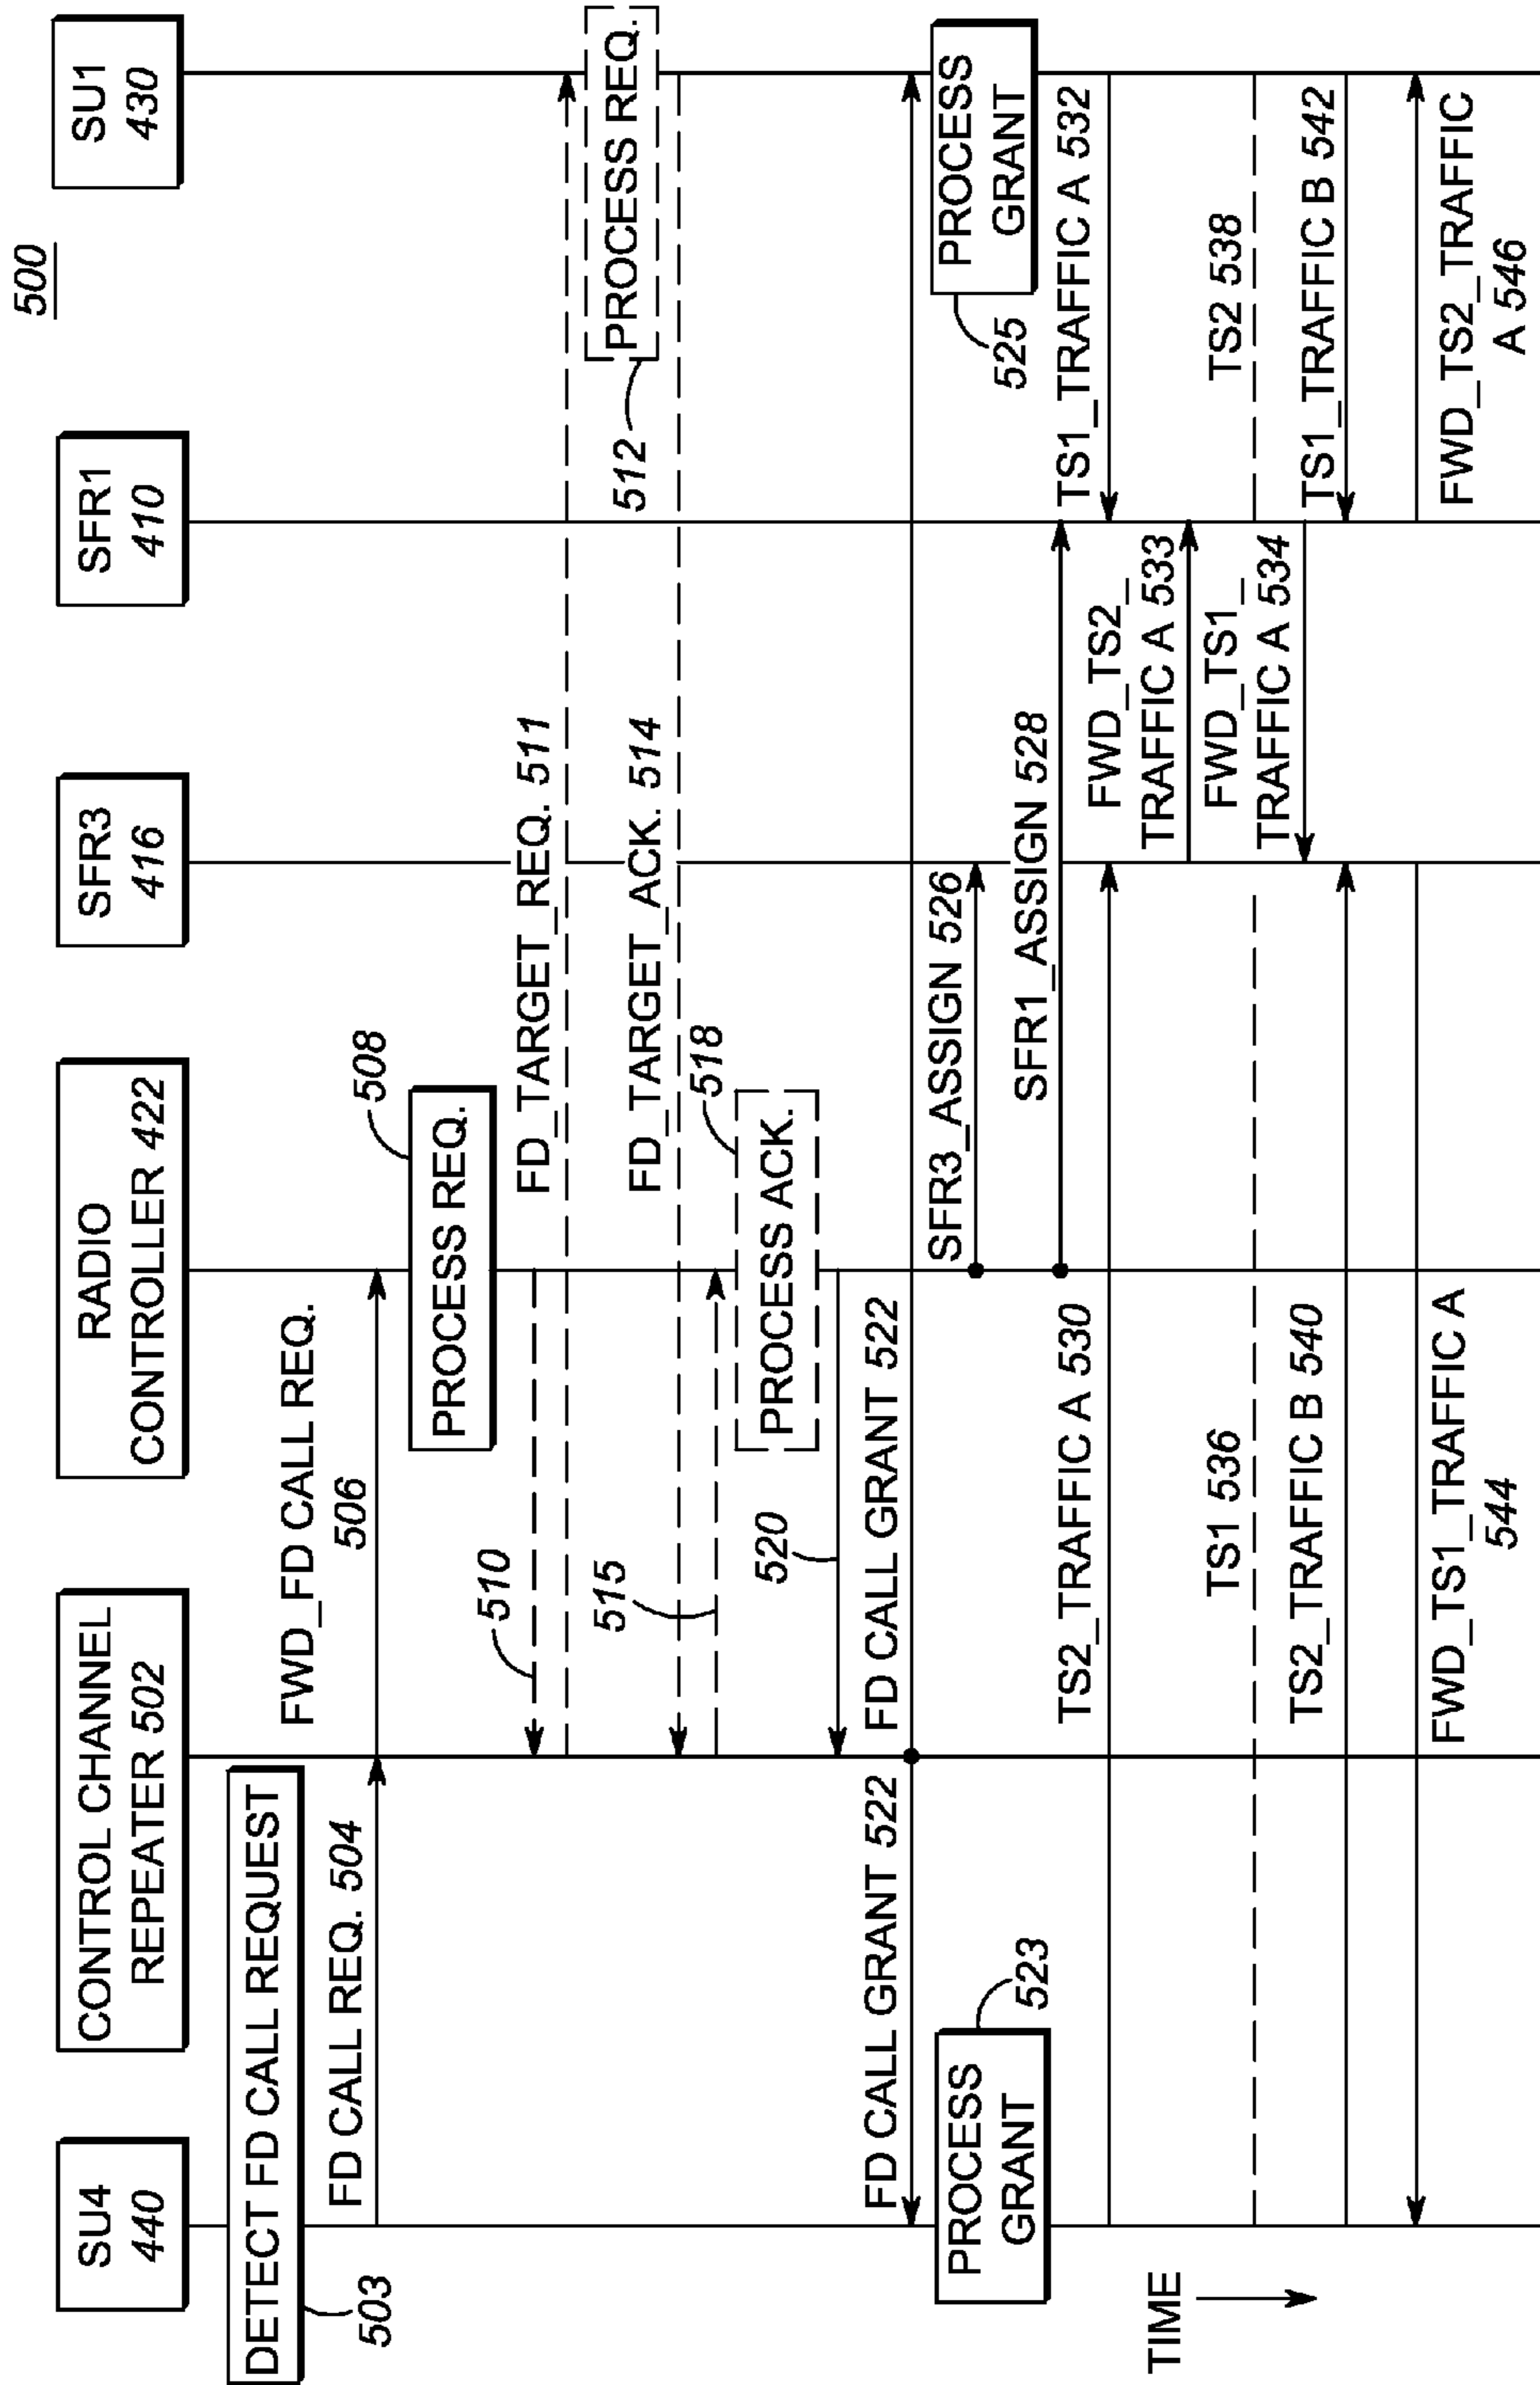 500
SU4
440
CONTROL CHANNEL
REPEATER 502
RADIO
CONTROLLER 422
SFR3
416
SFR1
410
SU1
430
DETECT FD CALL REQUEST
503
FD CALL REQ. 504
FWD_FD CALL REQ.
506
508
PROCESS REQ.
510
FD_TARGET_REQ. 511
PROCESS REQ.
512
FD_TARGET_ACK. 514
515
518
PROCESS ACK.
520
FD CALL GRANT 522
FD CALL GRANT 522
PROCESS
GRANT
523
PROCESS
GRANT
525
SFR3_ASSIGN 526
SFR1_ASSIGN 528
TS2_TRAFFIC A 530
TS1_TRAFFIC A 532
FWD_TS2_
TRAFFIC A 533
FWD_TS1_
TRAFFIC A 534
TS1 536
TS2 538
TS2_TRAFFIC B 540
TS1_TRAFFIC B 542
FWD_TS1_TRAFFIC A
544
FWD_TS2_TRAFFIC
A 546
TIME